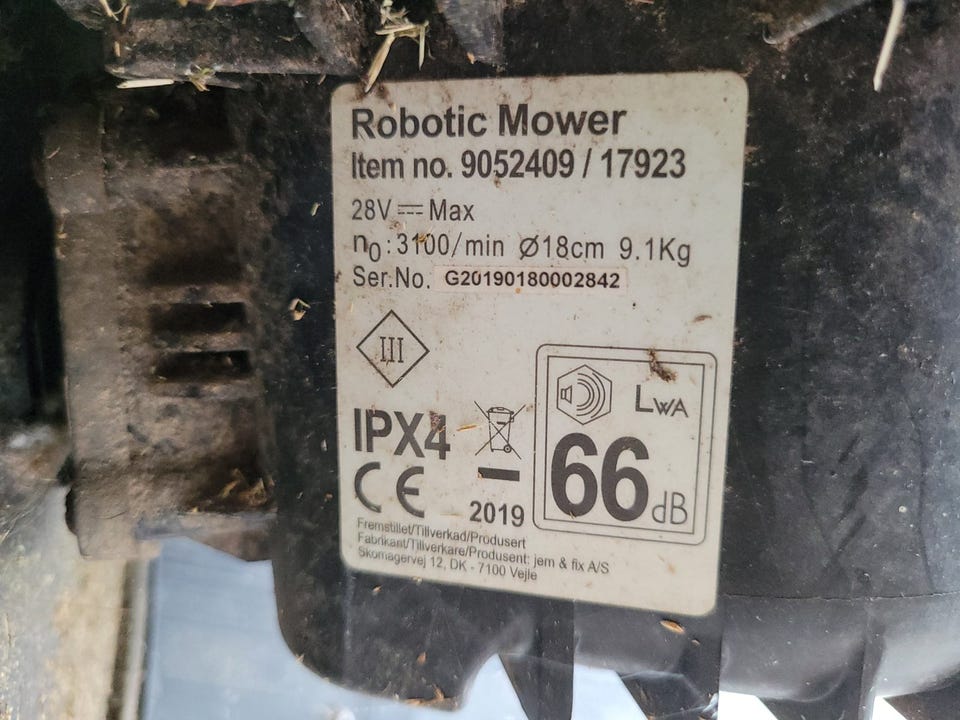 Robotic Mower
Item no. 9052409 / 17923
28V ⎓ Max
n0 : 3100/min Ø18cm 9.1Kg
Ser.No. G20190180002842
III
LWA
IPX4
66 dB
CE
2019
Fremstillet/Tillverkad/Produsert
Fabrikant/Tillverkare/Produsent: jem & fix A/S
Skomagervej 12, DK - 7100 Vejle